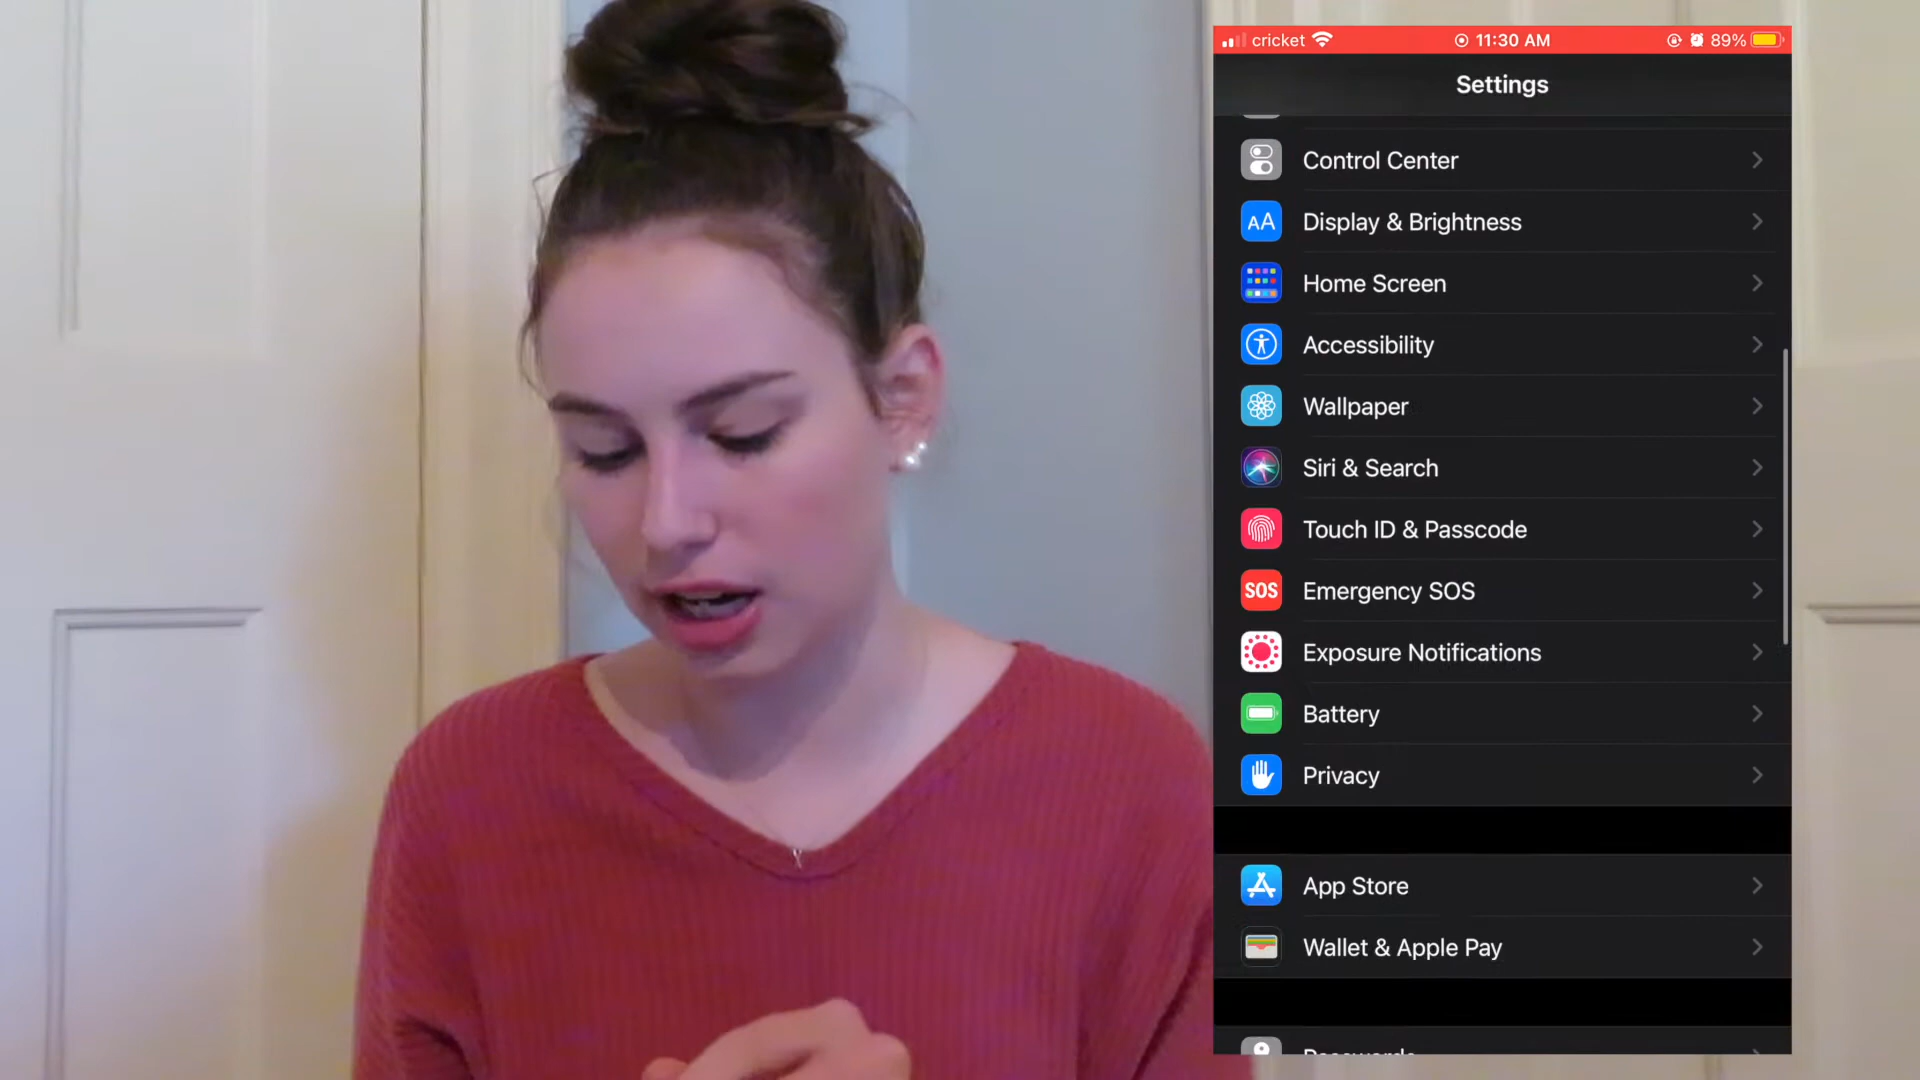 cricket 11:30 AM 89%
Settings
Control Center
AA Display & Brightness
Home Screen
Accessibility
Wallpaper
Siri & Search
Touch ID & Passcode
SOS Emergency SOS
Exposure Notifications
Battery
Privacy
App Store
Wallet & Apple Pay